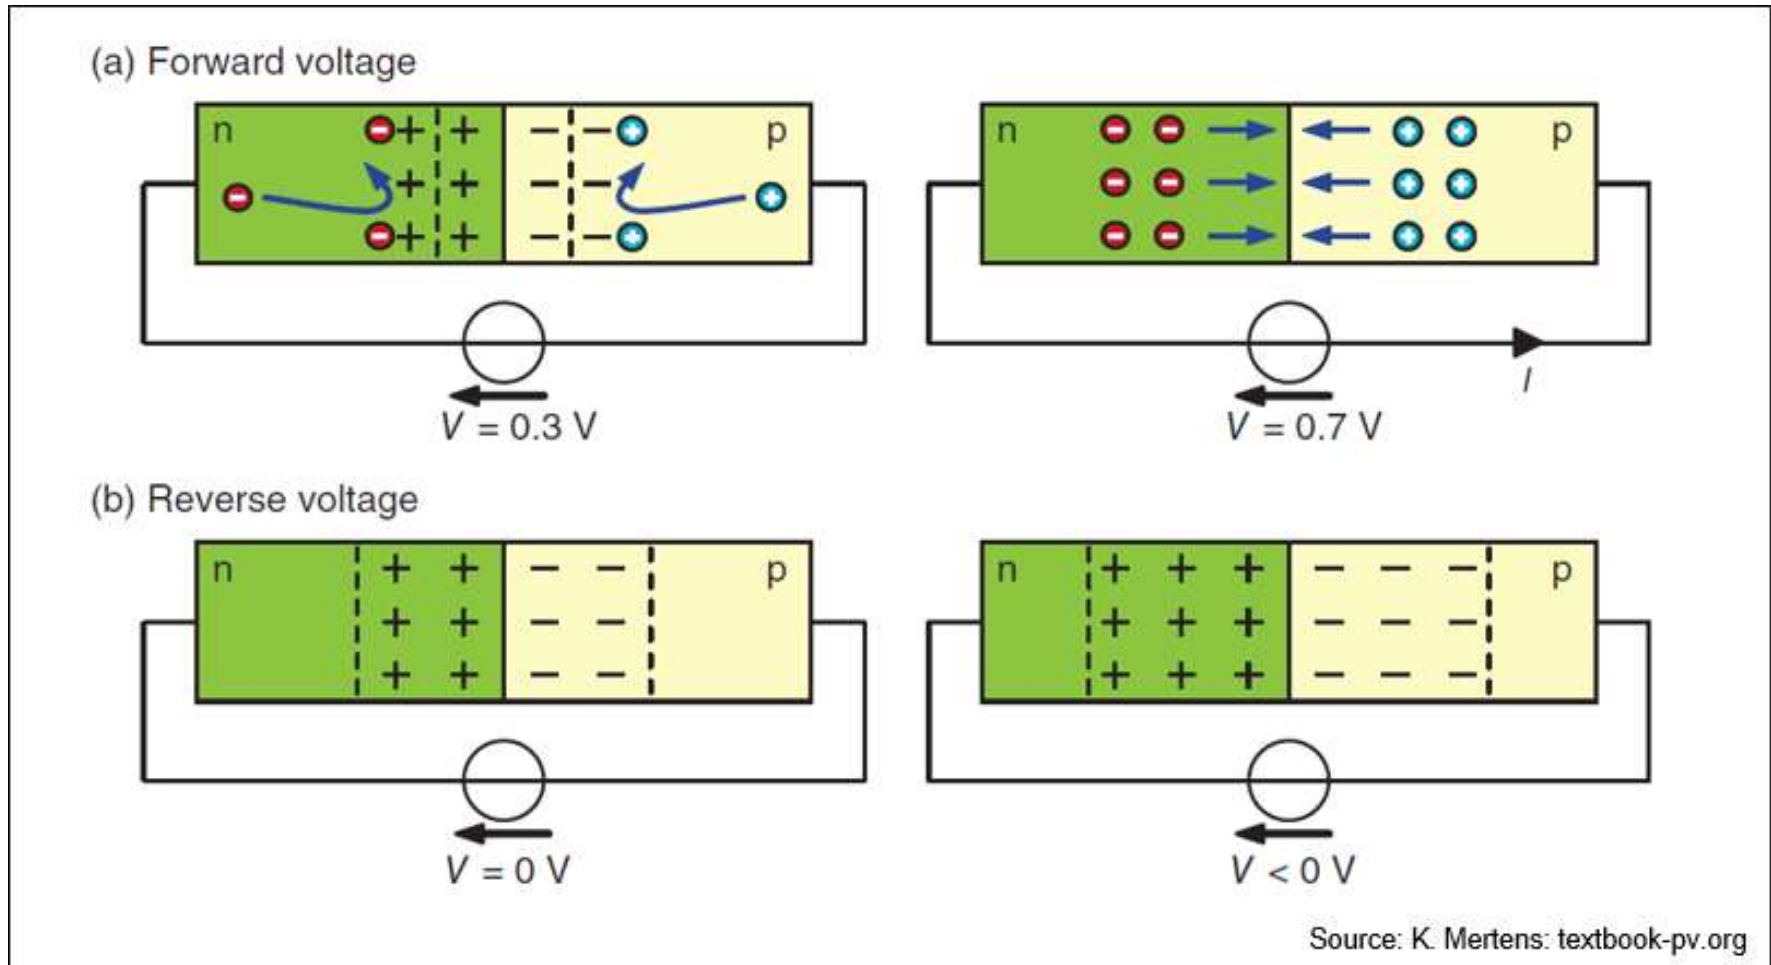 (a) Forward voltage
n + + - - p
+ + - -
+ + - -
V = 0.3 V
n p
I
V = 0.7 V
(b) Reverse voltage
n + + − − p
+ + − −
+ + − −
V = 0 V
n + + + − − − p
+ + + − − −
+ + + − − −
V < 0 V
Source: K. Mertens: textbook-pv.org